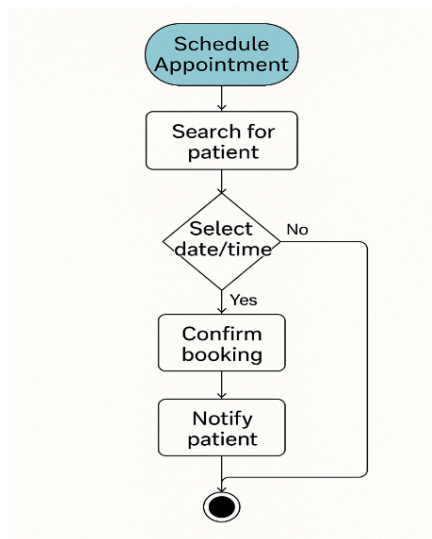 Schedule
Appointment
Search for
patient
Select
date/time
No
Yes
Confirm
booking
Notify
patient